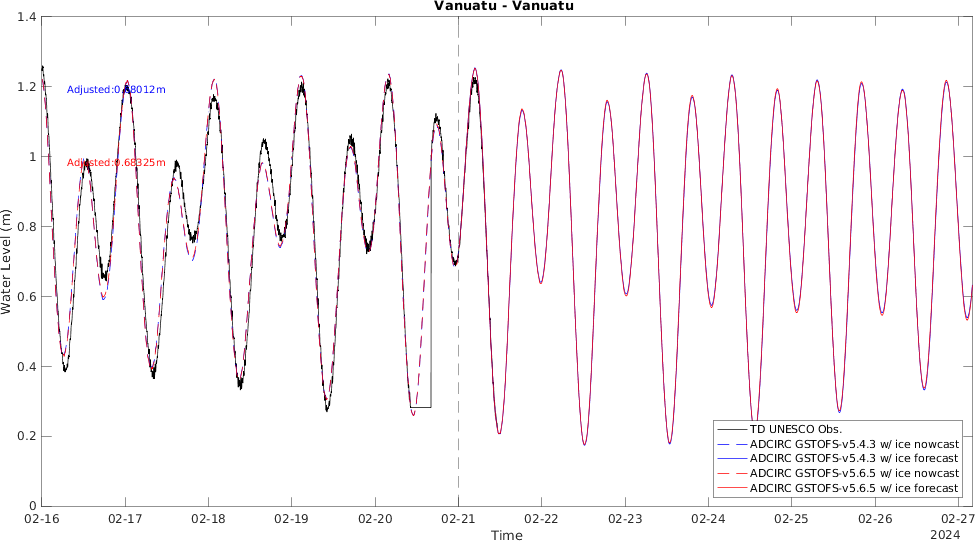 Vanuatu - Vanuatu
Water Level (m)
1.4
1.2
1
0.8
0.6
0.4
0.2
0
Adjusted:0.68012m
Adjusted:0.68325m
TD UNESCO Obs.
ADCIRC GSTOFS-v5.4.3 w/ ice nowcast
ADCIRC GSTOFS-v5.4.3 w/ ice forecast
ADCIRC GSTOFS-v5.6.5 w/ ice nowcast
ADCIRC GSTOFS-v5.6.5 w/ ice forecast
02-16 02-17 02-18 02-19 02-20 02-21 02-22 02-23 02-24 02-25 02-26 02-27
Time
2024